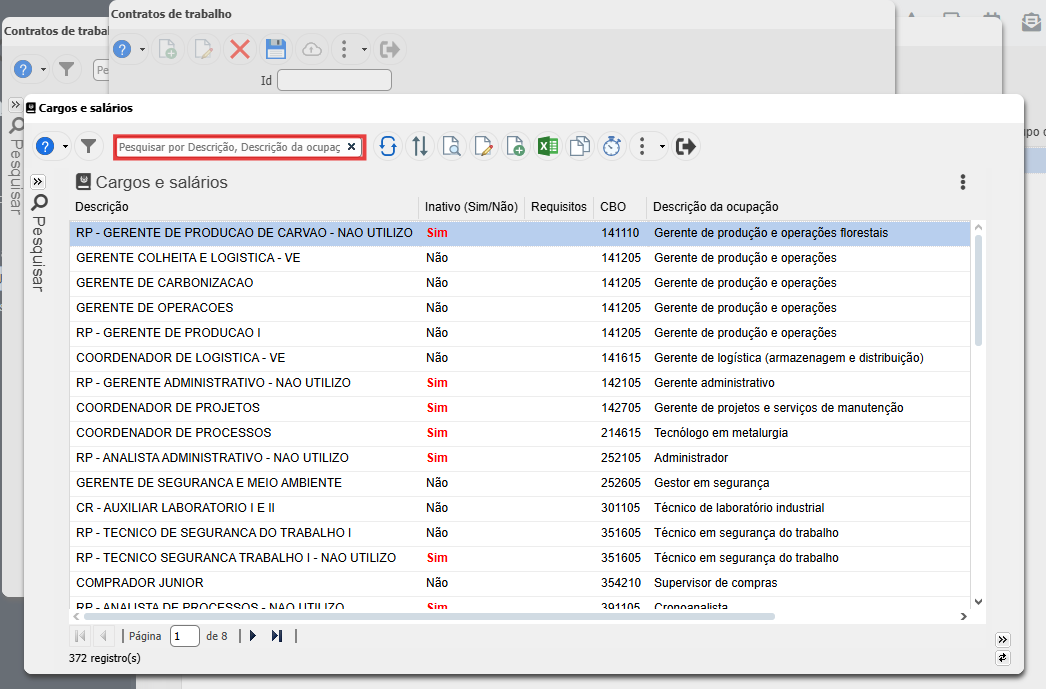 Contratos de trabalho
Contratos de trabal
?
?
Pe
Id
Cargos e salários
?
Pesquisar por Descrição, Descrição da ocupaç
Pesquisar
Pesquisar
Cargos e salários
Descrição Inativo (Sim/Não) Requisitos CBO Descrição da ocupação
RP - GERENTE DE PRODUCAO DE CARVAO - NAO UTILIZO Sim 141110 Gerente de produção e operações florestais
GERENTE COLHEITA E LOGISTICA - VE Não 141205 Gerente de produção e operações
GERENTE DE CARBONIZACAO Não 141205 Gerente de produção e operações
GERENTE DE OPERACOES Não 141205 Gerente de produção e operações
RP - GERENTE DE PRODUCAO I Não 141205 Gerente de produção e operações
COORDENADOR DE LOGISTICA - VE Não 141615 Gerente de logística (armazenagem e distribuição)
RP - GERENTE ADMINISTRATIVO - NAO UTILIZO Sim 142105 Gerente administrativo
COORDENADOR DE PROJETOS Sim 142705 Gerente de projetos e serviços de manutenção
COORDENADOR DE PROCESSOS Sim 214615 Tecnólogo em metalurgia
RP - ANALISTA ADMINISTRATIVO - NAO UTILIZO Sim 252105 Administrador
GERENTE DE SEGURANCA E MEIO AMBIENTE Não 252605 Gestor em segurança
CR - AUXILIAR LABORATORIO I E II Não 301105 Técnico de laboratório industrial
RP - TECNICO DE SEGURANCA DO TRABALHO I Não 351605 Técnico em segurança do trabalho
RP - TECNICO SEGURANCA TRABALHO I - NAO UTILIZO Sim 351605 Técnico em segurança do trabalho
COMPRADOR JUNIOR Não 354210 Supervisor de compras
RP - ANALISTA DE PROCESSOS - NAO UTILIZO Sim 391105 Cronoanalista
Página 1 de 8
372 registro(s)